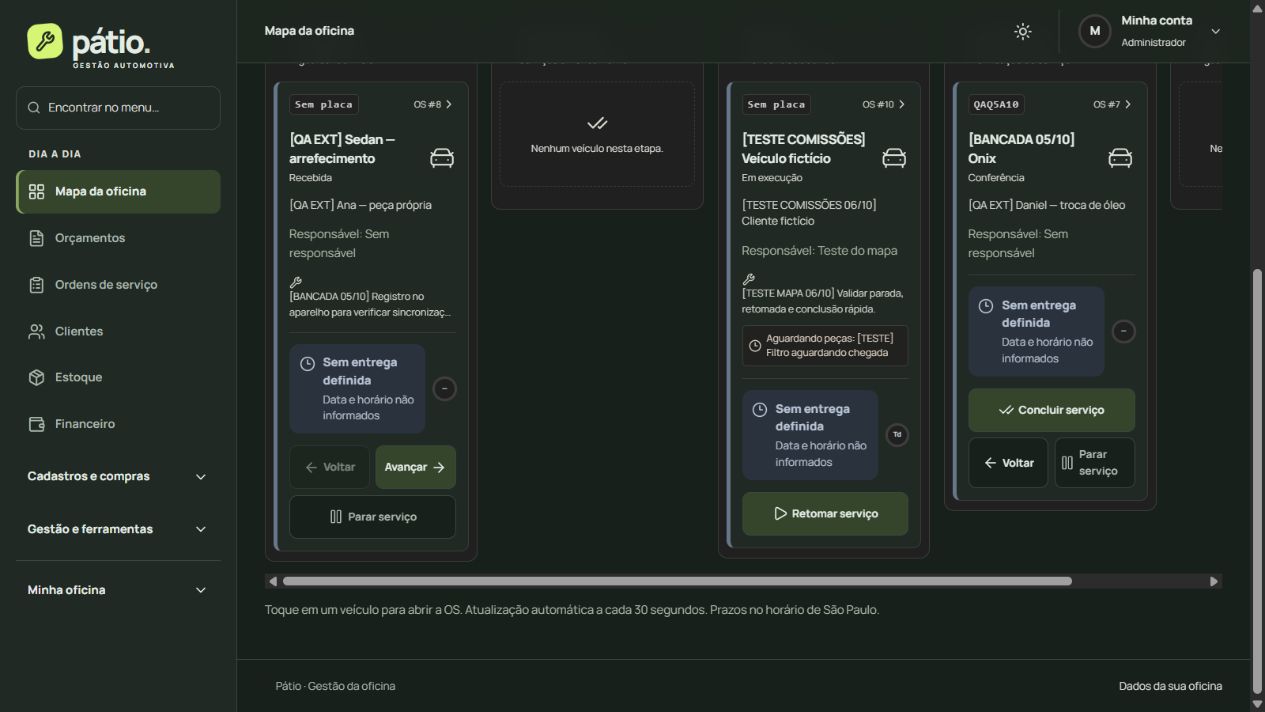 pátio.
GESTÃO AUTOMOTIVA
Encontrar no menu...
DIA A DIA
Mapa da oficina
Orçamentos
Ordens de serviço
Clientes
Estoque
Financeiro
Cadastros e compras
Gestão e ferramentas
Minha oficina
Mapa da oficina
M
Minha conta
Administrador
Sem placa
OS #8
[QA EXT] Sedan —
arrefecimento
Recebida
[QA EXT] Ana — peça própria
Responsável: Sem
responsável
[BANCADA 05/10] Registro no
aparelho para verificar sincronizaç...
Sem entrega
definida
Data e horário não
informados
–
Voltar
Avançar
Parar serviço
Nenhum veículo nesta etapa.
Sem placa
OS #10
[TESTE COMISSÕES]
Veículo fictício
Em execução
[TESTE COMISSÕES 06/10]
Cliente fictício
Responsável: Teste do mapa
[TESTE MAPA 06/10] Validar parada,
retomada e conclusão rápida.
Aguardando peças: [TESTE]
Filtro aguardando chegada
Sem entrega
definida
Data e horário não
informados
Td
Retomar serviço
QAQ5A10
OS #7
[BANCADA 05/10]
Onix
Conferência
[QA EXT] Daniel — troca de óleo
Responsável: Sem
responsável
Sem entrega
definida
Data e horário não
informados
–
Concluir serviço
Voltar
Parar
serviço
Ne
Toque em um veículo para abrir a OS. Atualização automática a cada 30 segundos. Prazos no horário de São Paulo.
Pátio · Gestão da oficina
Dados da sua oficina